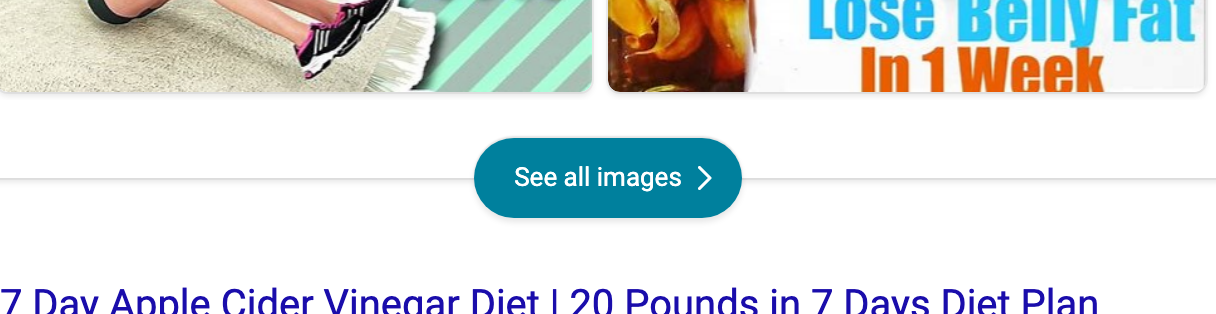 Lose Belly Fat
In 1 Week
See all images
7 Day Apple Cider Vinegar Diet | 20 Pounds in 7 Days Diet Plan